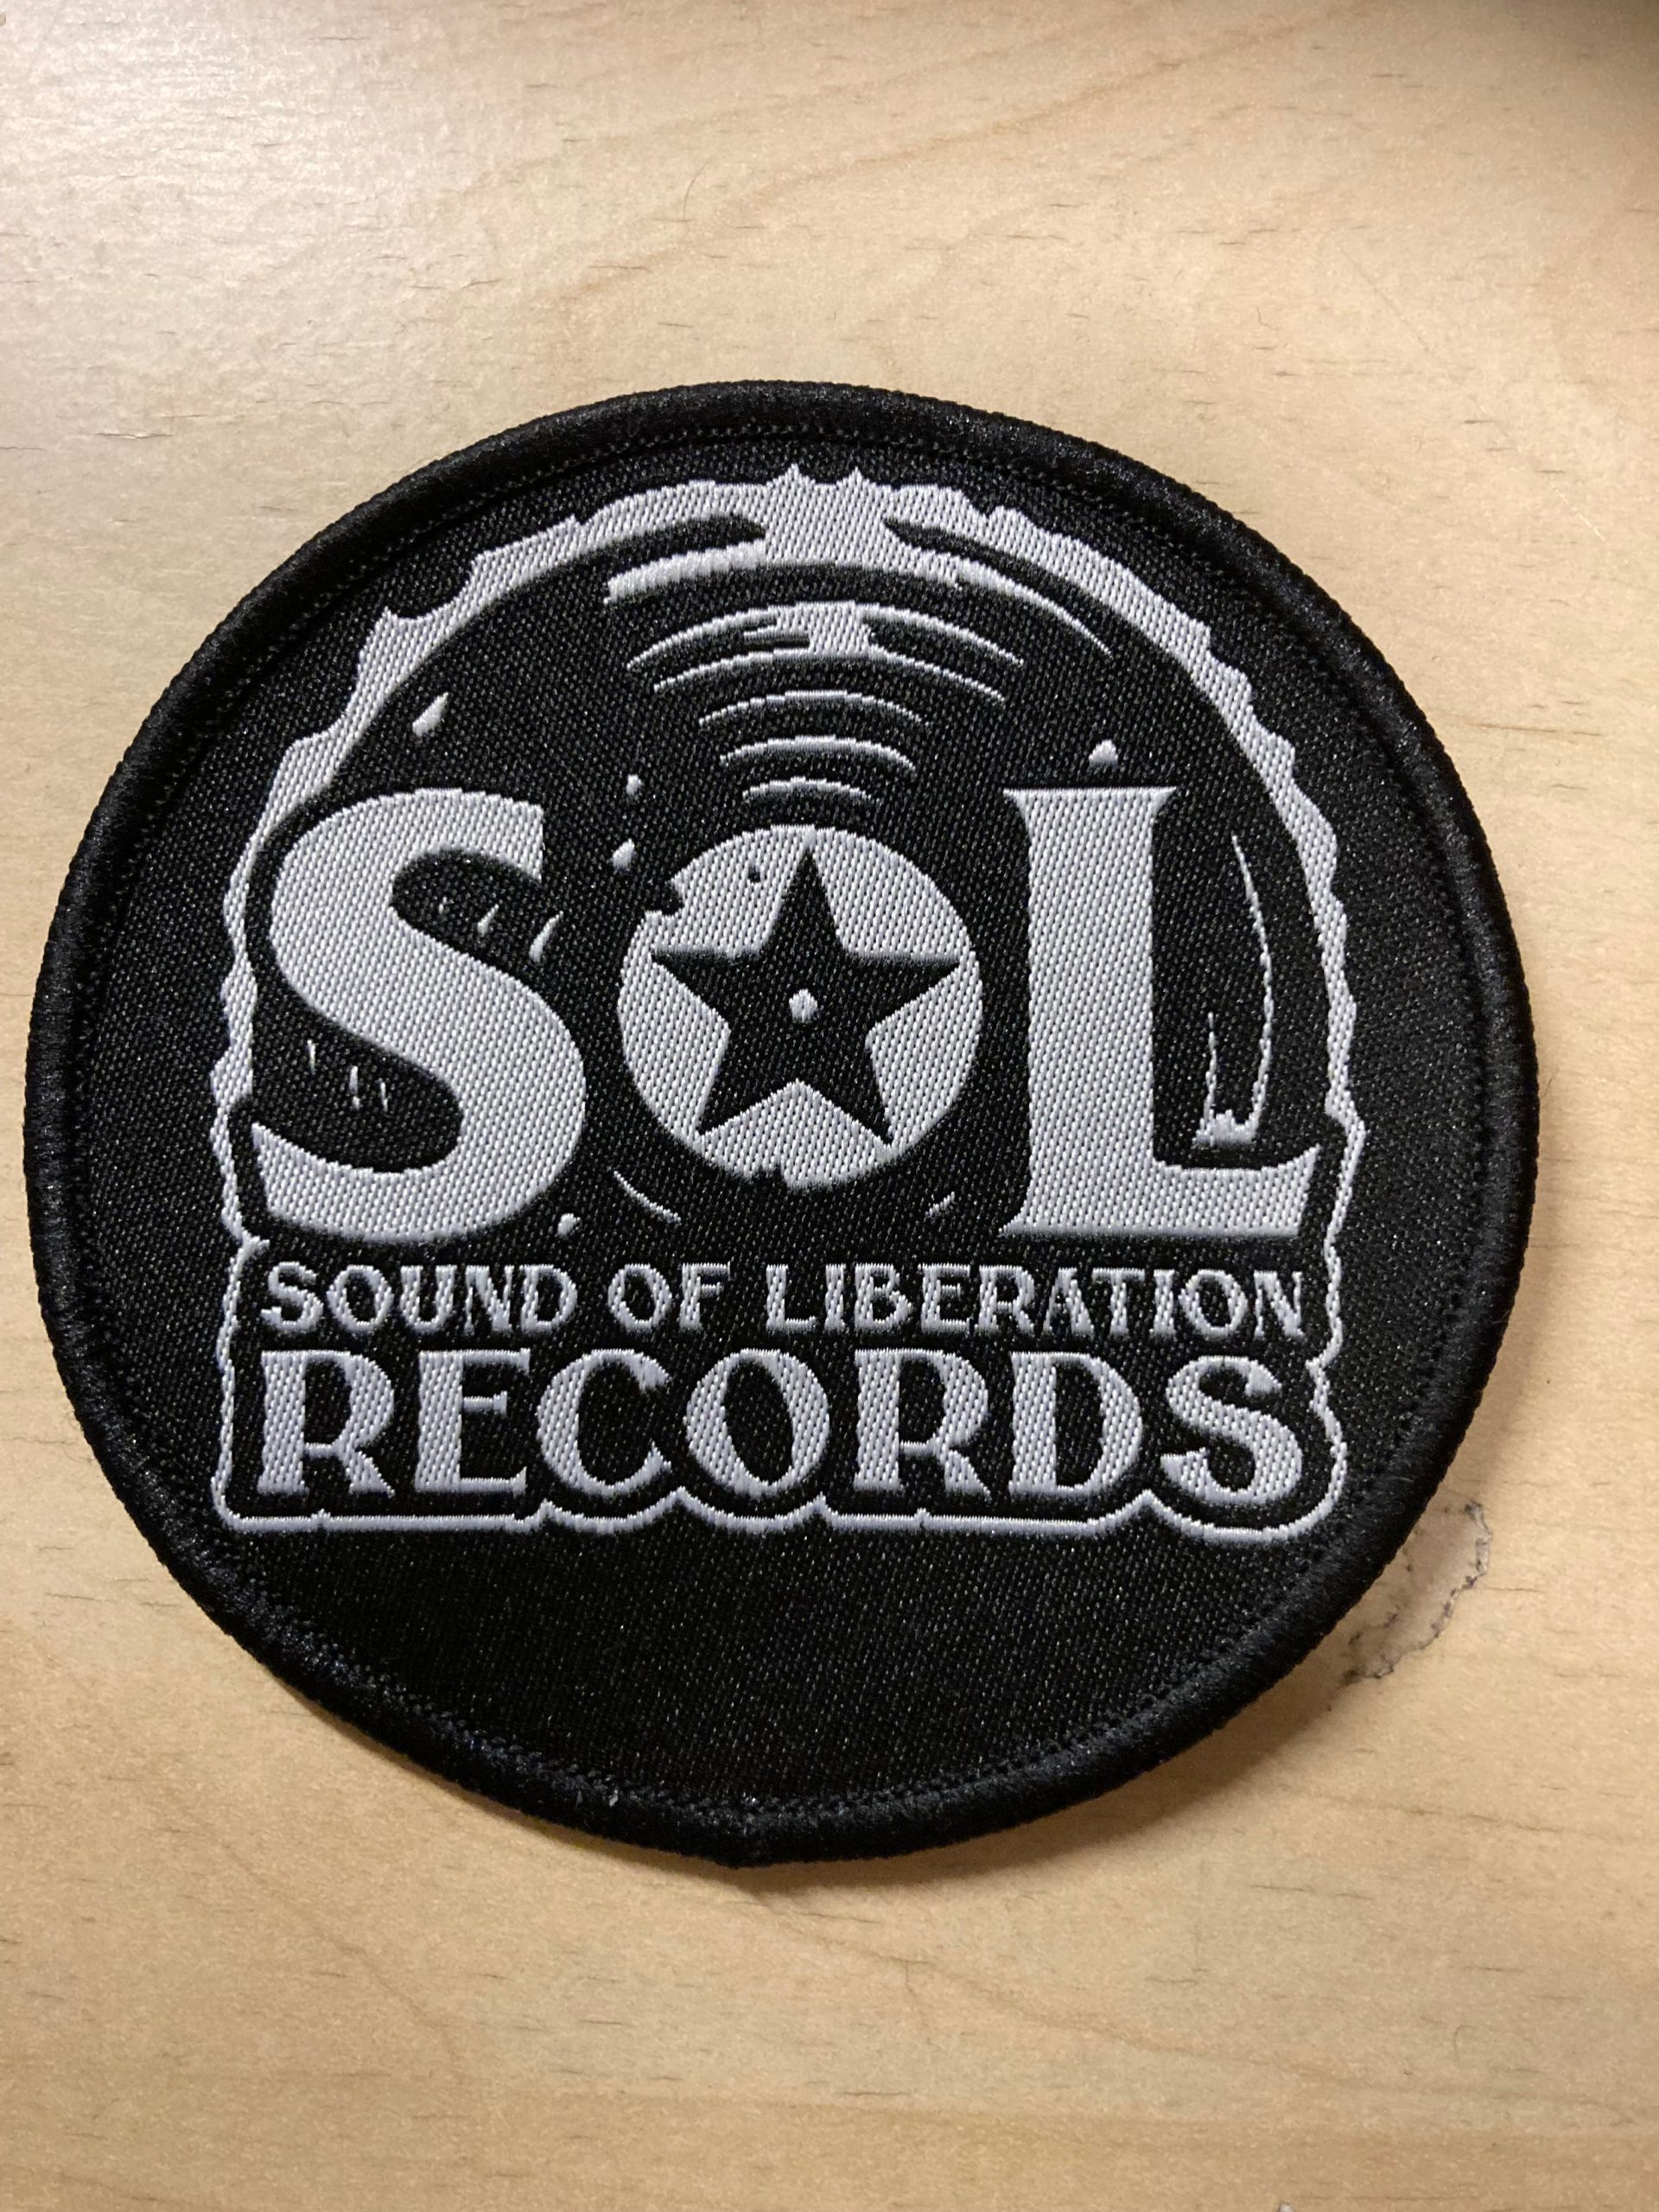 SOL
SOUND OF LIBERATION
RECORDS